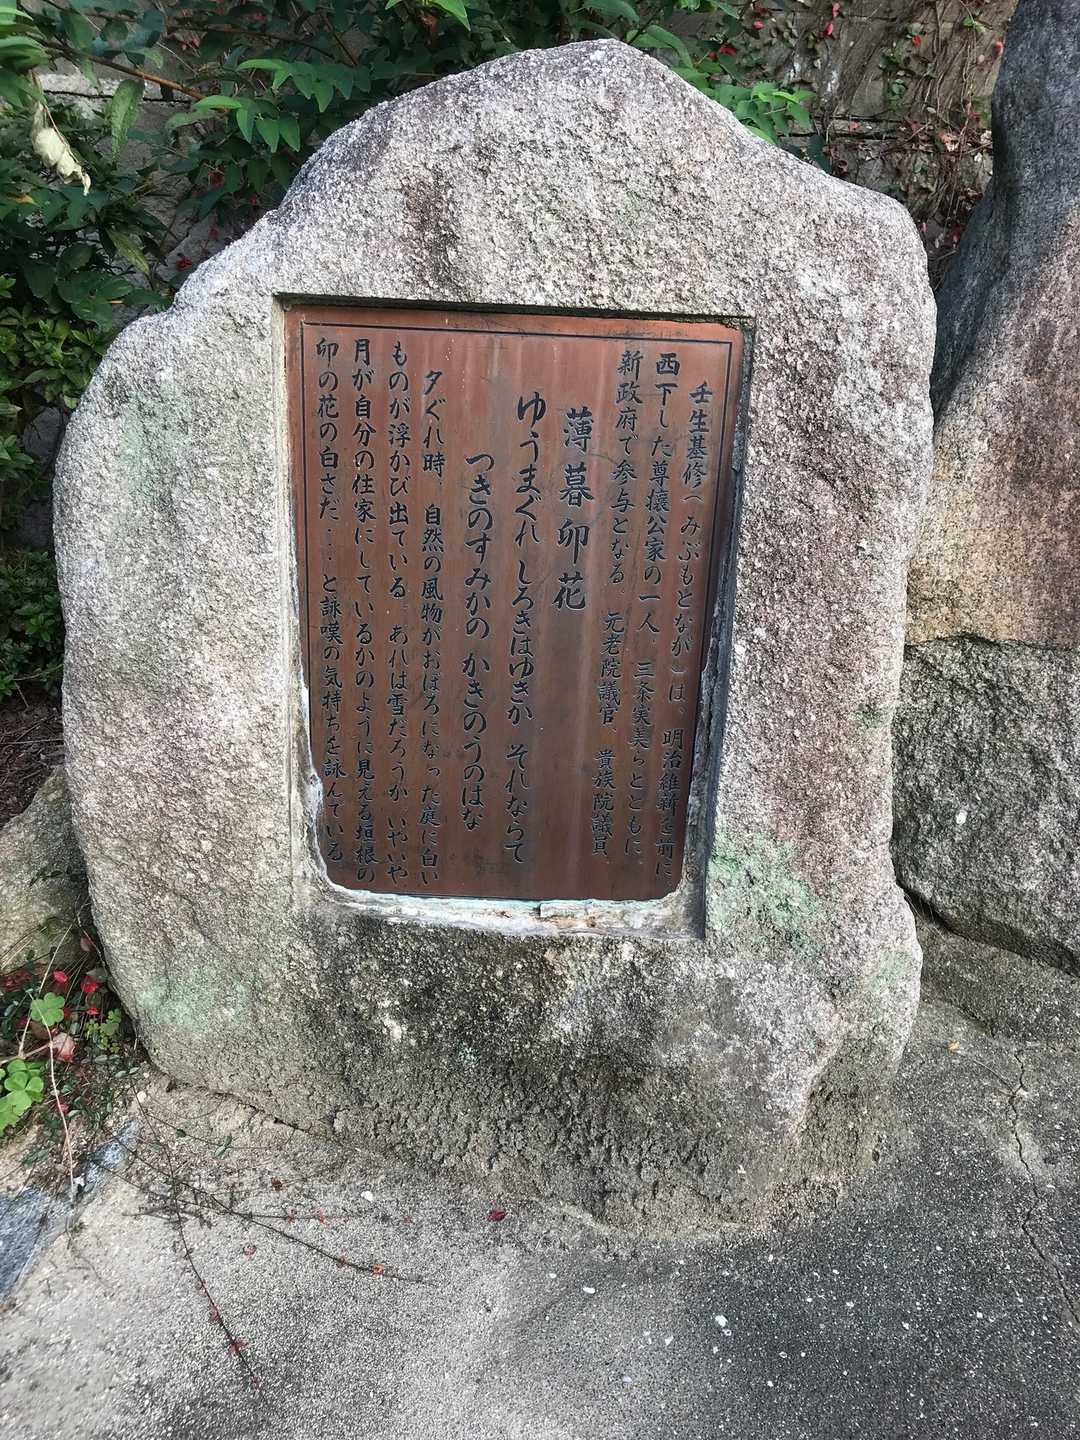 壬生基修(みぶもとなが)は、明治維新を前に、
西下した尊攘公家の一人。三条実美らとともに、
新政府で参与となる。元老院議官、貴族院議員、
薄暮卯花
ゆうまぐれ しろきはゆきか それならて
つきのすみかの かきのうのはな
夕ぐれ時、自然の風物がおぼろになった庭に白い
ものが浮かび出ている。あれは雪だろうか いやいや
月が自分の住家にしているかのように見える垣根の
卯の花の白さだ‥‥と詠嘆の気持ちを詠んでいる